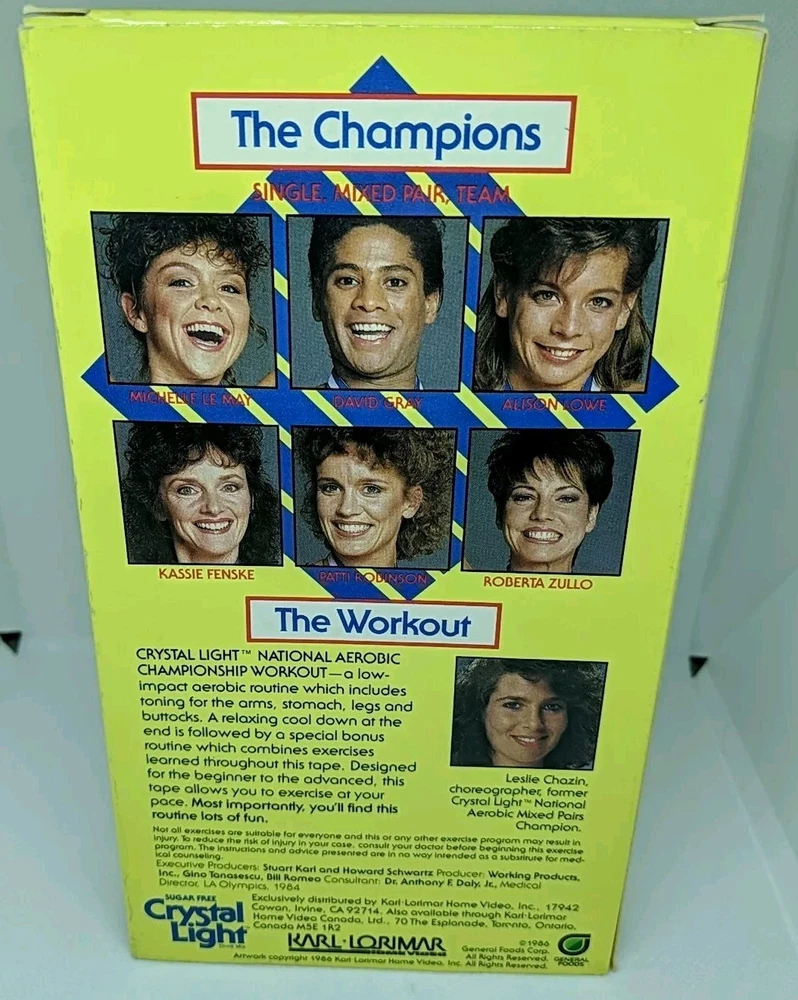 The Champions
SINGLE, MIXED PAIR, TEAM
MICHELLE LE MAY
DAVID GRAY
ALISON LOWE
KASSIE FENSKE
PATTI ROBINSON
ROBERTA ZULLO
The Workout
CRYSTAL LIGHT™ NATIONAL AEROBIC
CHAMPIONSHIP WORKOUT—a low-
impact aerobic routine which includes
toning for the arms, stomach, legs and
buttocks. A relaxing cool down at the
end is followed by a special bonus
routine which combines exercises
learned throughout this tape. Designed
for the beginner to the advanced, this
tape allows you to exercise at your
pace. Most importantly, you'll find this
routine lots of fun.
Leslie Chazin,
choreographer, former
Crystal Light™ National
Aerobic Mixed Pairs
Champion.
Not all exercises are suitable for everyone and this or any other exercise program may result in
injury. To reduce the risk of injury in your case, consult your doctor before beginning this exercise
program. The instructions and advice presented are in no way intended as a substitute for med-
ical counseling.
Executive Producers: Stuart Karl and Howard Schwartz Producer: Working Products,
Inc., Gino Tanasescu, Bill Romeo Consultant: Dr. Anthony F. Daly, Jr., Medical
Director, LA Olympics, 1984
SUGAR FREE
Crystal
Light
Drink Mix
Exclusively distributed by Karl·Lorimar Home Video, Inc., 17942
Cowan, Irvine, CA 92714. Also available through Karl·Lorimar
Home Video Canada, Ltd., 70 The Esplanade, Toronto, Ontario,
Canada M5E 1R2
KARL·LORIMAR
HOME VIDEO
©1986
General Foods Corp.
All Rights Reserved.
GENERAL
FOODS
Artwork copyright 1986 Karl·Lorimar Home Video, Inc. All Rights Reserved.